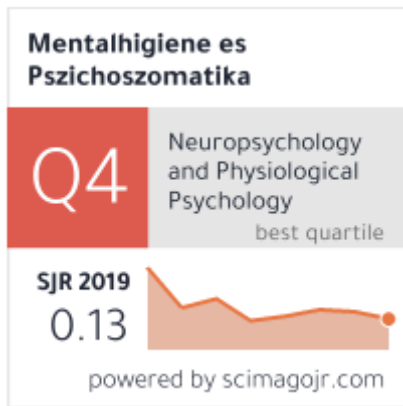 Mentalhigiene es
Pszichoszomatika
Q4
Neuropsychology
and Physiological
Psychology
best quartile
SJR 2019
0.13
powered by scimagojr.com